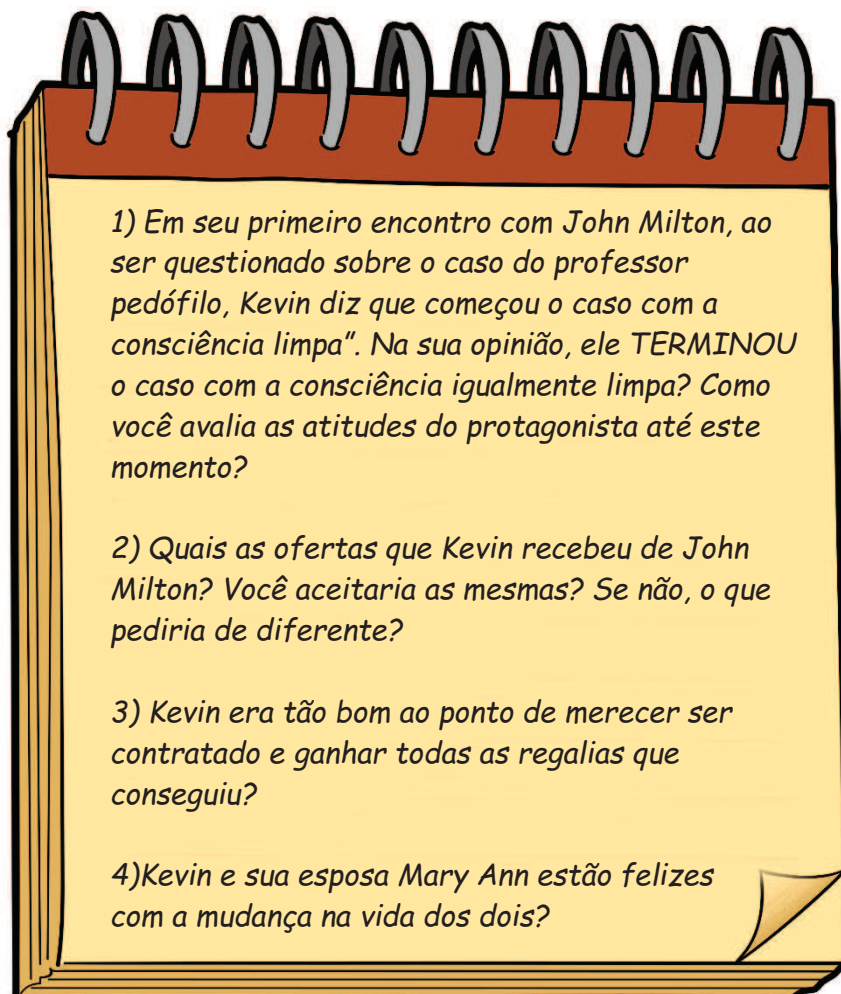 1) Em seu primeiro encontro com John Milton, ao
ser questionado sobre o caso do professor
pedófilo, Kevin diz que começou o caso com a
consciência limpa”. Na sua opinião, ele TERMINOU
o caso com a consciência igualmente limpa? Como
você avalia as atitudes do protagonista até este
momento?
2) Quais as ofertas que Kevin recebeu de John
Milton? Você aceitaria as mesmas? Se não, o que
pediria de diferente?
3) Kevin era tão bom ao ponto de merecer ser
contratado e ganhar todas as regalias que
conseguiu?
4)Kevin e sua esposa Mary Ann estão felizes
com a mudança na vida dos dois?